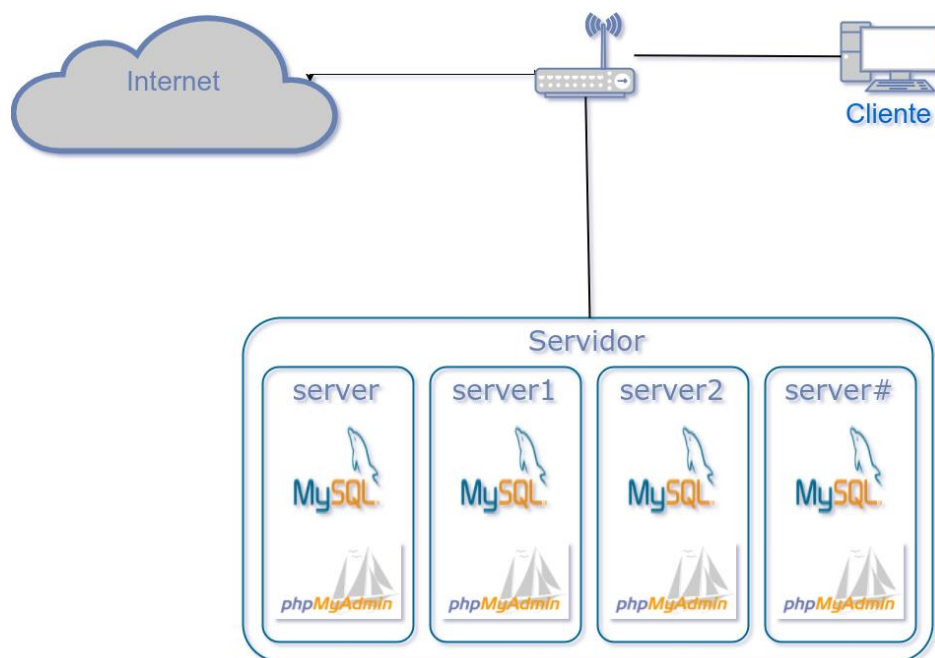 Internet
Cliente
Servidor
server
server1
server2
server#
MySQL
MySQL
MySQL
MySQL
phpMyAdmin
phpMyAdmin
phpMyAdmin
phpMyAdmin